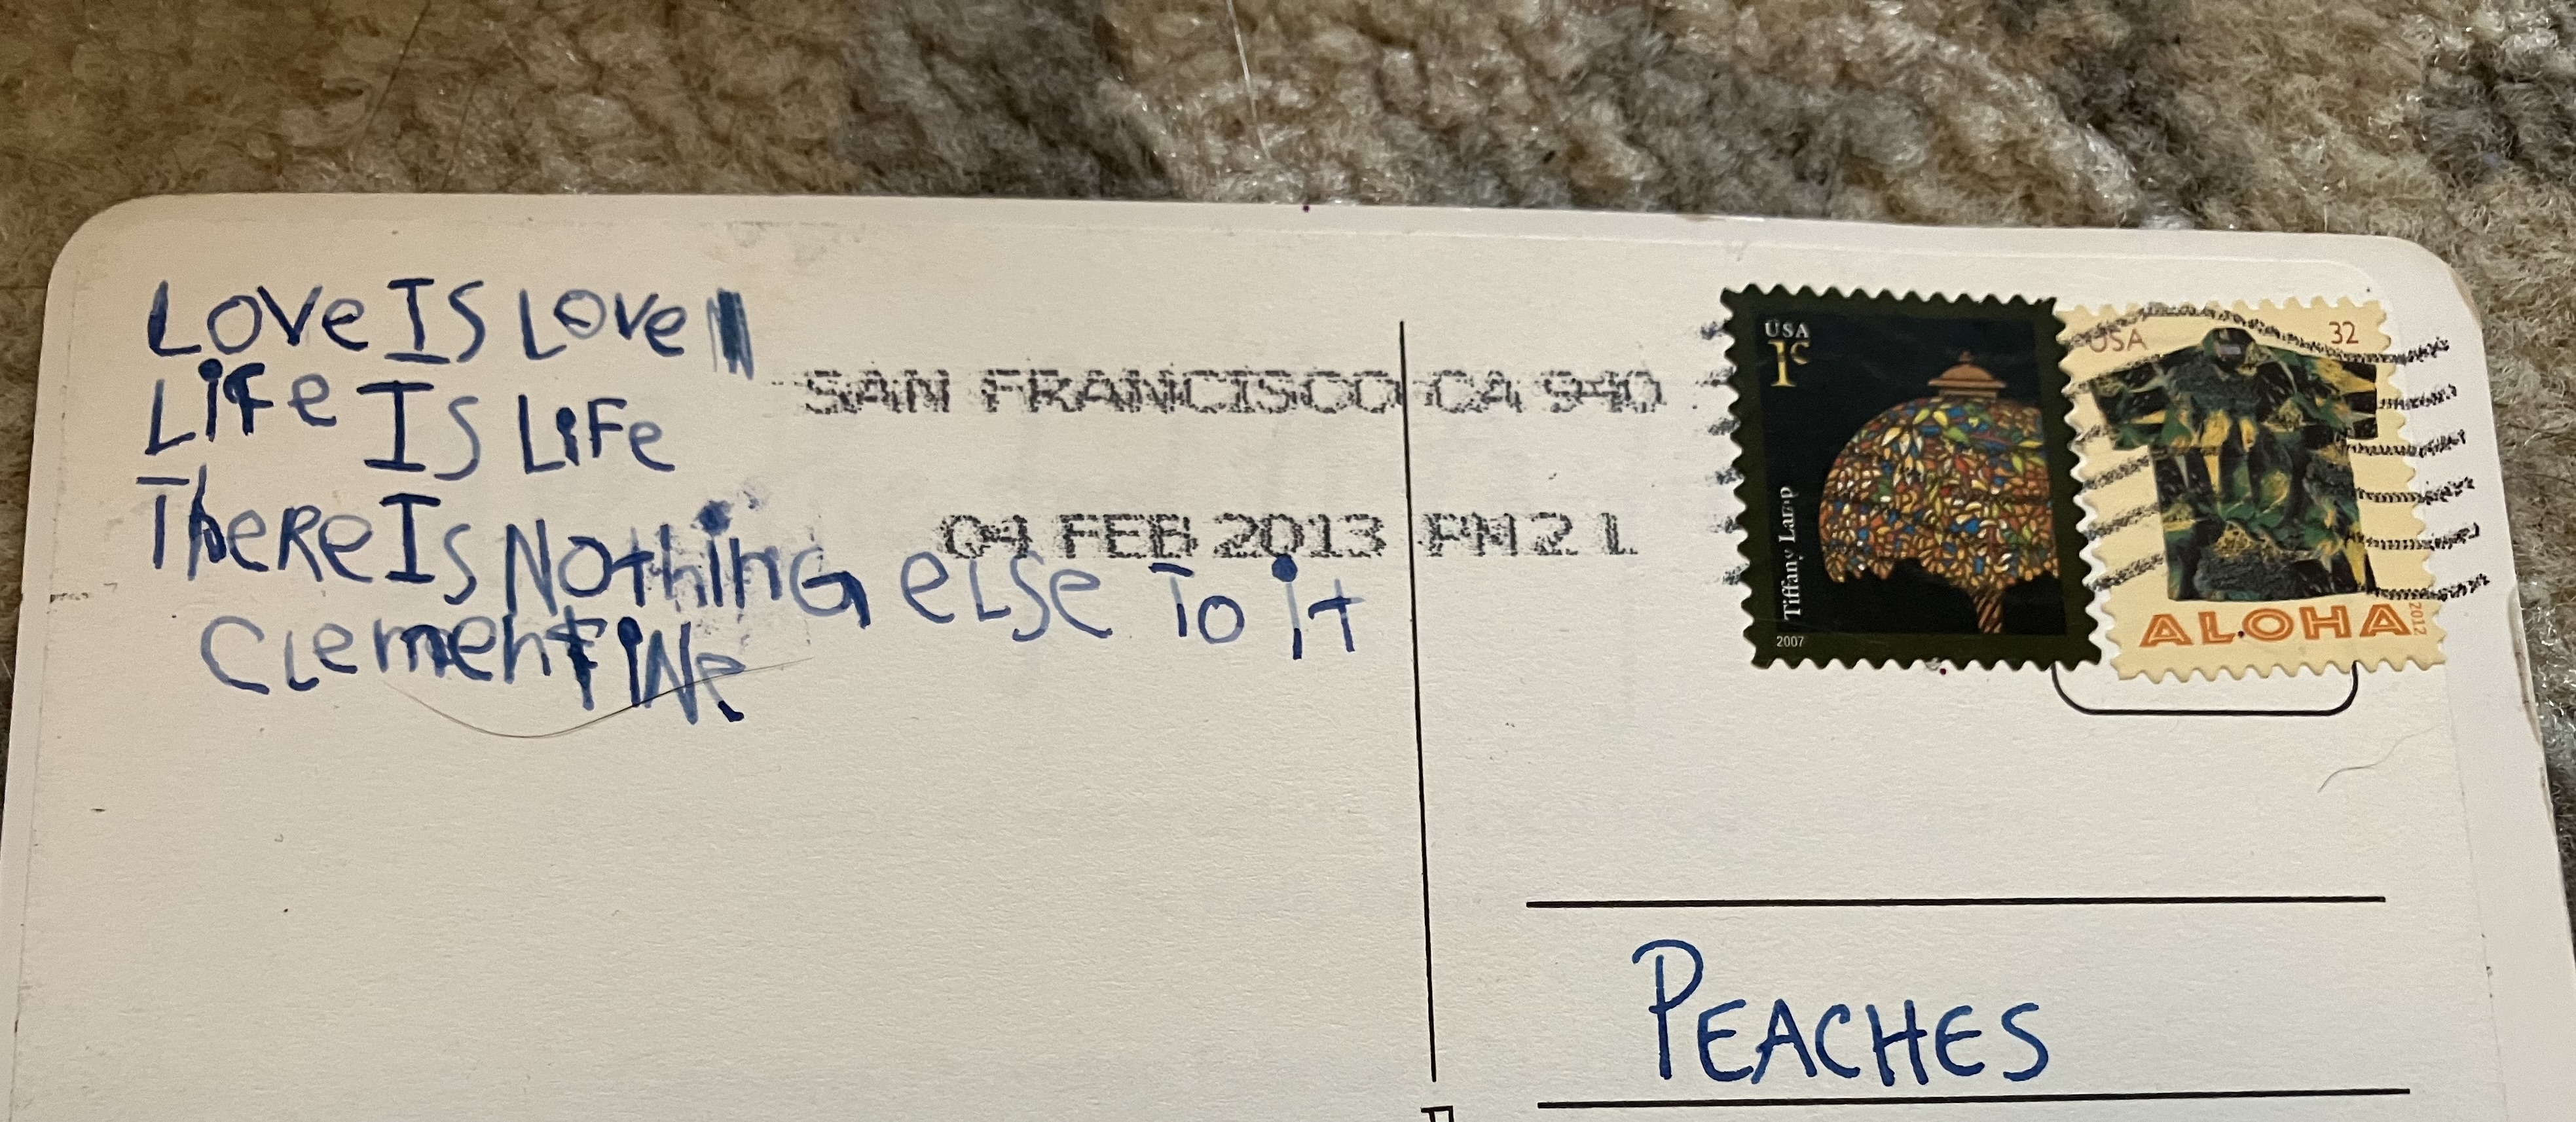 Love Is Love
Life Is Life
There Is Nothing else To it
Clementine
SAN FRANCISCO CA 940
04 FEB 2013 PM 2 L
USA
1c
Tiffany Lamp
2007
USA
32
ALOHA
2012
PEACHES